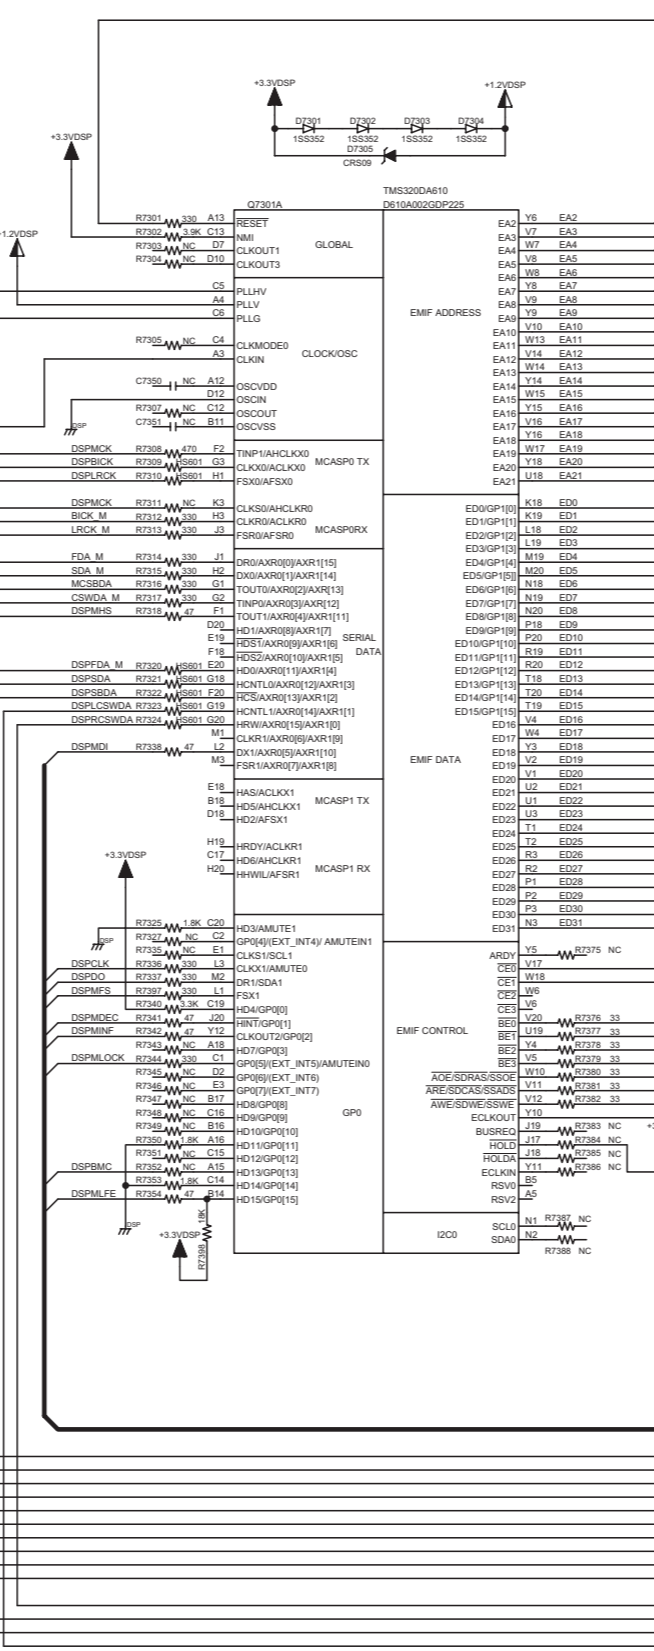 +3.3VDSP +1.2VDSP
D7301 D7302 D7303 D7304
1SS352 1SS352 1SS352 1SS352
D7305
CRS09
+3.3VDSP
+1.2VDSP
TMS320DA610
Q7301A D610A002GDP225
R7301 330 A13 RESET
R7302 3.9K C13 NMI
R7303 NC D7 CLKOUT1
R7304 NC D10 CLKOUT3
GLOBAL
C5 PLLHV
A4 PLLV
C6 PLLG
R7305 NC C4 CLKMODE0
A3 CLKIN
CLOCK/OSC
C7350 NC A12 OSCVDD
D12 OSCIN
DSP
R7307 NC C12 OSCOUT
C7351 NC B11 OSCVSS
DSPMCK R7308 470 F2 TINP1/AHCLKX0
DSPBICK R7309 HS601 G3 CLKX0/ACLKX0
DSPLRCK R7310 HS601 H1 FSX0/AFSX0
MCASP0 TX
DSPMCK R7311 NC K3 CLKS0/AHCLKR0
BICK_M R7312 330 H3 CLKR0/ACLKR0
LRCK_M R7313 330 J3 FSR0/AFSR0
MCASP0RX
FDA_M R7314 330 J1 DR0/AXR0[0]/AXR1[15]
SDA_M R7315 330 H2 DX0/AXR0[1]/AXR1[14]
MCSBDA R7316 330 G1 TOUT0/AXR0[2]/AXR[13]
CSWDA_M R7317 330 G2 TINP0/AXR0[3]/AXR[12]
DSPMHS R7318 47 F1 TOUT1/AXR0[4]/AXR1[11]
D20 HD1/AXR0[8]/AXR1[7]
E19 HDS1/AXR0[9]/AXR1[6]
F18 HDS2/AXR0[10]/AXR1[5]
SERIAL
DATA
DSPFDA_M R7320 HS601 E20 HD0/AXR0[11]/AXR1[4]
DSPSDA R7321 HS601 G18 HCNTL0/AXR0[12]/AXR1[3]
DSPSBDA R7322 HS601 F20 HCS/AXR0[13]/AXR1[2]
DSPLCSWDA R7323 HS601 G19 HCNTL1/AXR0[14]/AXR1[1]
DSPRCSWDA R7324 HS601 G20 HRW/AXR0[15]/AXR1[0]
M1 CLKR1/AXR0[6]/AXR1[9]
DSPMDI R7338 47 L2 DX1/AXR0[5]/AXR1[10]
M3 FSR1/AXR0[7]/AXR1[8]
E18 HAS/ACLKX1
B18 HD5/AHCLKX1
D18 HD2/AFSX1
MCASP1 TX
H19 HRDY/ACLKR1
C17 HD6/AHCLKR1
H20 HHWIL/AFSR1
MCASP1 RX
+3.3VDSP
DSP
R7325 1.8K C20 HD3/AMUTE1
R7327 NC C2 GP0[4]/(EXT_INT4)/ AMUTEIN1
R7335 NC E1 CLKS1/SCL1
DSPCLK R7336 330 L3 CLKX1/AMUTE0
DSPDO R7337 330 M2 DR1/SDA1
DSPMFS R7397 330 L1 FSX1
R7340 3.3K C19 HD4/GP0[0]
DSPMDEC R7341 47 J20 HINT/GP0[1]
DSPMINF R7342 47 Y12 CLKOUT2/GP0[2]
R7343 NC A18 HD7/GP0[3]
DSPMLOCK R7344 330 C1 GP0[5]/(EXT_INT5)/AMUTEIN0
R7345 NC D2 GP0[6]/(EXT_INT6)
R7346 NC E3 GP0[7]/(EXT_INT7)
R7347 NC B17 HD8/GP0[8]
R7348 NC C16 HD9/GP0[9]
R7349 NC B16 HD10/GP0[10]
R7350 1.8K A16 HD11/GP0[11]
R7351 NC C15 HD12/GP0[12]
DSPBMC R7352 NC A15 HD13/GP0[13]
R7353 1.8K C14 HD14/GP0[14]
DSPMLFE R7354 47 B14 HD15/GP0[15]
GP0
DSP
+3.3VDSP
18K
R7398
EMIF ADDRESS
EA2 Y6 EA2
EA3 V7 EA3
EA4 W7 EA4
EA5 V8 EA5
EA6 W8 EA6
EA7 Y8 EA7
EA8 V9 EA8
EA9 Y9 EA9
EA10 V10 EA10
EA11 W13 EA11
EA12 V14 EA12
EA13 W14 EA13
EA14 Y14 EA14
EA15 W15 EA15
EA16 Y15 EA16
EA17 V16 EA17
EA18 Y16 EA18
EA19 W17 EA19
EA20 Y18 EA20
EA21 U18 EA21
ED0/GP1[0] K18 ED0
ED1/GP1[1] K19 ED1
ED2/GP1[2] L18 ED2
ED3/GP1[3] L19 ED3
ED4/GP1[4] M19 ED4
ED5/GP1[5]] M20 ED5
ED6/GP1[6] N18 ED6
ED7/GP1[7] N19 ED7
ED8/GP1[8] N20 ED8
ED9/GP1[9] P18 ED9
ED10/GP1[10] P20 ED10
ED11/GP1[11] R19 ED11
ED12/GP1[12] R20 ED12
ED13/GP1[13] T18 ED13
ED14/GP1[14] T20 ED14
ED15/GP1[15] T19 ED15
ED16 V4 ED16
ED17 W4 ED17
ED18 Y3 ED18
ED19 V2 ED19
ED20 V1 ED20
ED21 U2 ED21
ED22 U1 ED22
ED23 U3 ED23
ED24 T1 ED24
ED25 T2 ED25
ED26 R3 ED26
ED27 R2 ED27
ED28 P1 ED28
ED29 P2 ED29
ED30 P3 ED30
ED31 N3 ED31
EMIF DATA
ARDY Y5 R7375 NC
CE0 V17
CE1 W18
CE2 W6
CE3 V6
BE0 V20 R7376 33
BE1 U19 R7377 33
BE2 Y4 R7378 33
BE3 V5 R7379 33
AOE/SDRAS/SSOE W10 R7380 33
ARE/SDCAS/SSADS V11 R7381 33
AWE/SDWE/SSWE V12 R7382 33
ECLKOUT Y10
BUSREQ J19 R7383 NC
HOLD J17 R7384 NC
HOLDA J18 R7385 NC
ECLKIN Y11 R7386 NC
RSV0 B5
RSV2 A5
EMIF CONTROL
I2C0
SCL0 N1 R7387 NC
SDA0 N2
R7388 NC